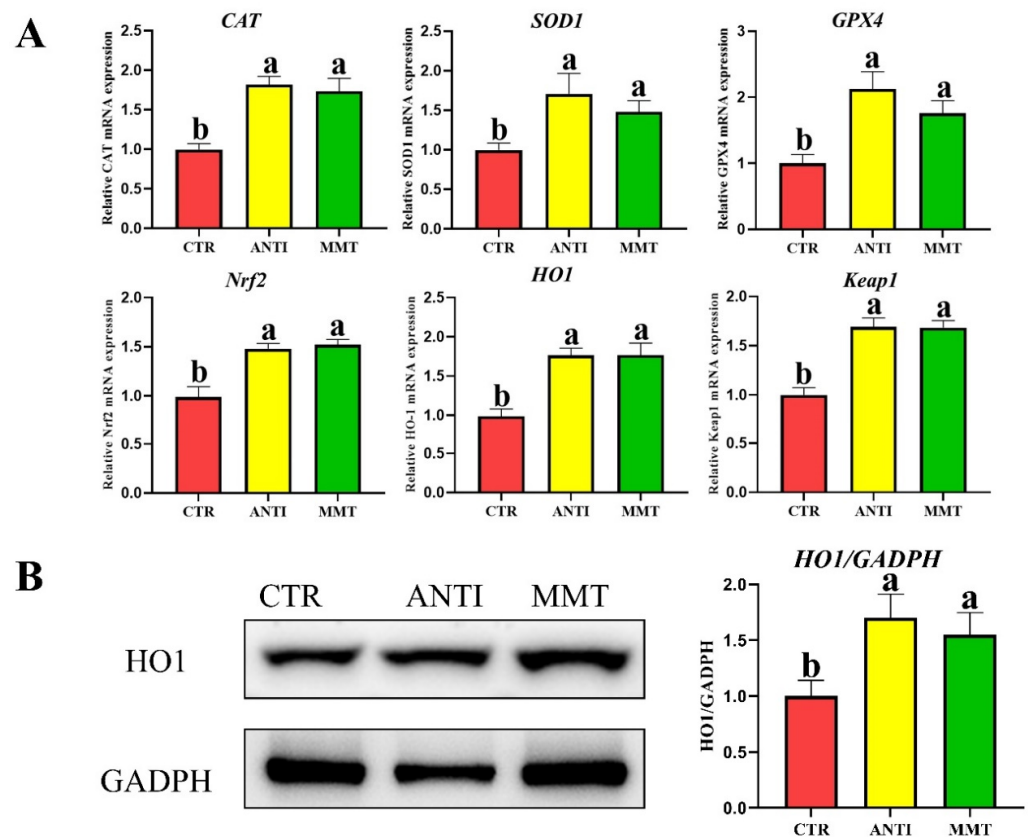 A
CAT
Relative CAT mRNA expression
2.5
2.0
1.5
1.0
0.5
0.0
b
a
a
CTR ANTI MMT
SOD1
Relative SOD1 mRNA expression
2.5
2.0
1.5
1.0
0.5
0.0
b
a
a
CTR ANTI MMT
GPX4
Relative GPX4 mRNA expression
3
2
1
0
b
a
a
CTR ANTI MMT
Nrf2
Relative Nrf2 mRNA expression
2.0
1.5
1.0
0.5
0.0
b
a
a
CTR ANTI MMT
HO1
Relative HO-1 mRNA expression
2.5
2.0
1.5
1.0
0.5
0.0
b
a
a
CTR ANTI MMT
Keap1
Relative Keap1 mRNA expression
2.0
1.5
1.0
0.5
0.0
b
a
a
CTR ANTI MMT
B
CTR ANTI MMT
HO1
GADPH
HO1/GADPH
HO1/GADPH
2.0
1.5
1.0
0.5
0.0
b
a
a
CTR ANTI MMT